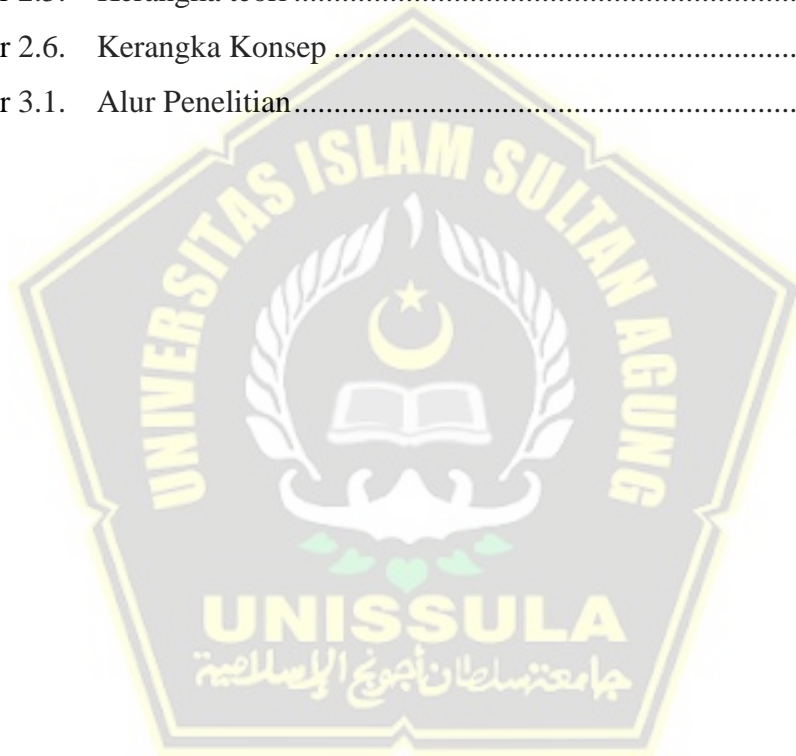 r 2.6. Kerangka Konsep ..............................................................
r 3.1. Alur Penelitian..................................................................
UNIVERSITAS ISLAM SULTAN AGUNG
UNISSULA
جامعة سلطان أجونج الإسلامية